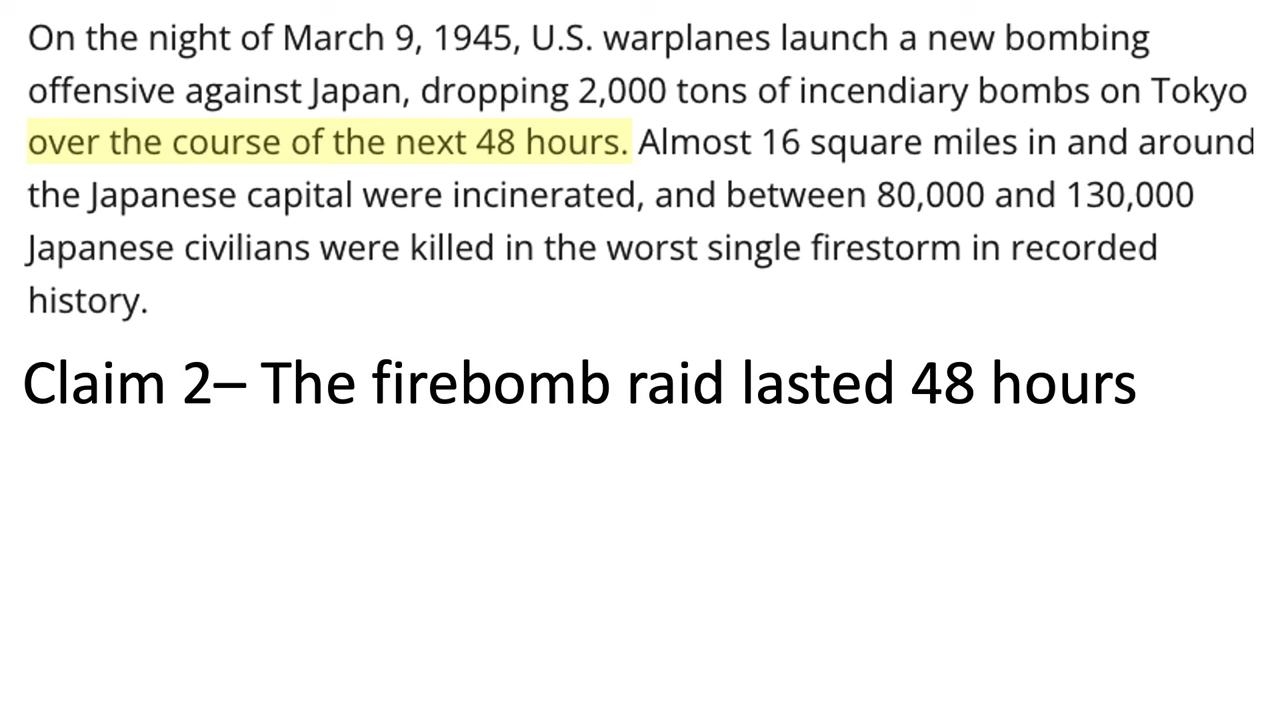 On the night of March 9, 1945, U.S. warplanes launch a new bombing
offensive against Japan, dropping 2,000 tons of incendiary bombs on Tokyo
over the course of the next 48 hours. Almost 16 square miles in and around
the Japanese capital were incinerated, and between 80,000 and 130,000
Japanese civilians were killed in the worst single firestorm in recorded
history.
Claim 2– The firebomb raid lasted 48 hours